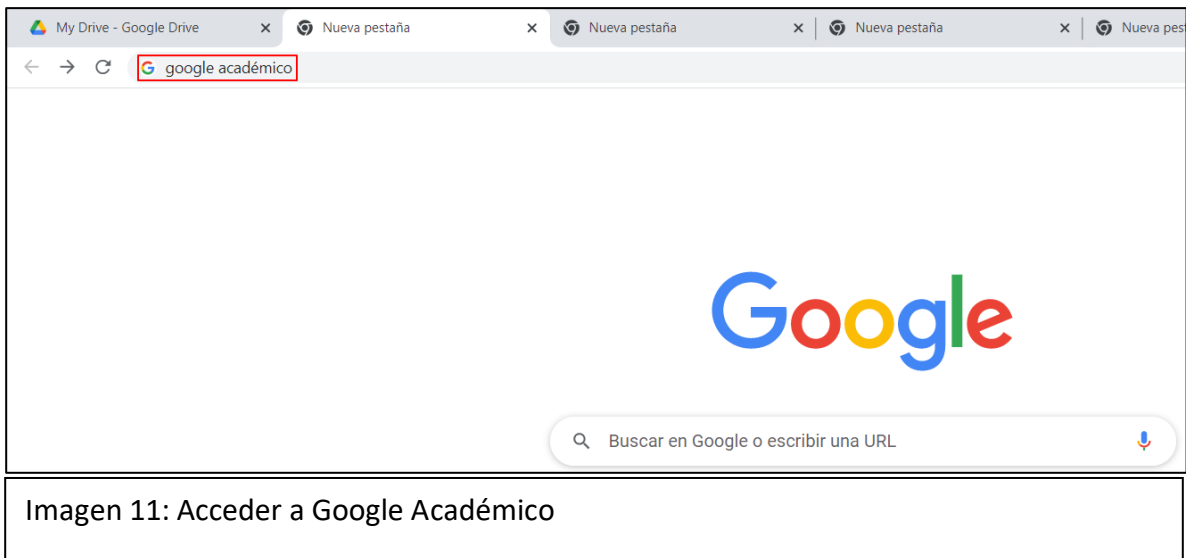 My Drive - Google Drive Nueva pestaña Nueva pestaña Nueva pestaña Nueva pes
google académico
Google
Buscar en Google o escribir una URL
Imagen 11: Acceder a Google Académico